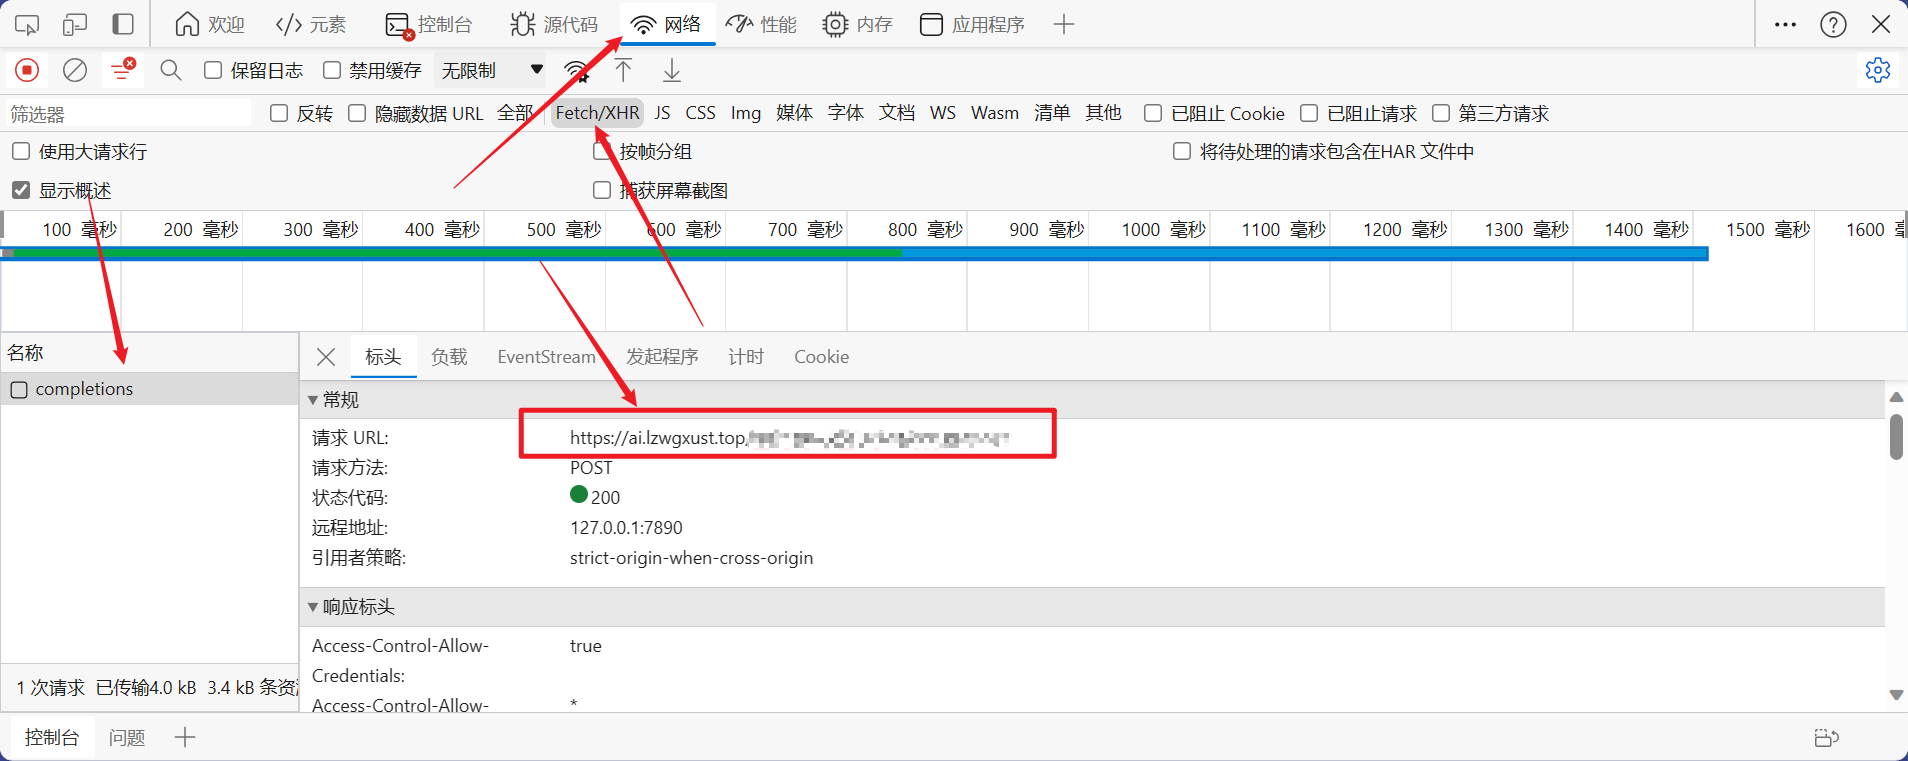 欢迎 元素 控制台 源代码 网络 性能 内存 应用程序
保留日志 禁用缓存 无限制
筛选器 反转 隐藏数据 URL 全部 Fetch/XHR JS CSS Img 媒体 字体 文档 WS Wasm 清单 其他 已阻止 Cookie 已阻止请求 第三方请求
使用大请求行 按帧分组 将待处理的请求包含在HAR 文件中
显示概述 捕获屏幕截图
100 毫秒 200 毫秒 300 毫秒 400 毫秒 500 毫秒 600 毫秒 700 毫秒 800 毫秒 900 毫秒 1000 毫秒 1100 毫秒 1200 毫秒 1300 毫秒 1400 毫秒 1500 毫秒 1600
名称 标头 负载 EventStream 发起程序 计时 Cookie
completions
常规
请求 URL: https://ai.lzwgxust.top/
请求方法: POST
状态代码: 200
远程地址: 127.0.0.1:7890
引用者策略: strict-origin-when-cross-origin
响应标头
Access-Control-Allow- true
Credentials:
Access-Control-Allow- *
1 次请求 已传输4.0 kB 3.4 kB 条资
控制台 问题